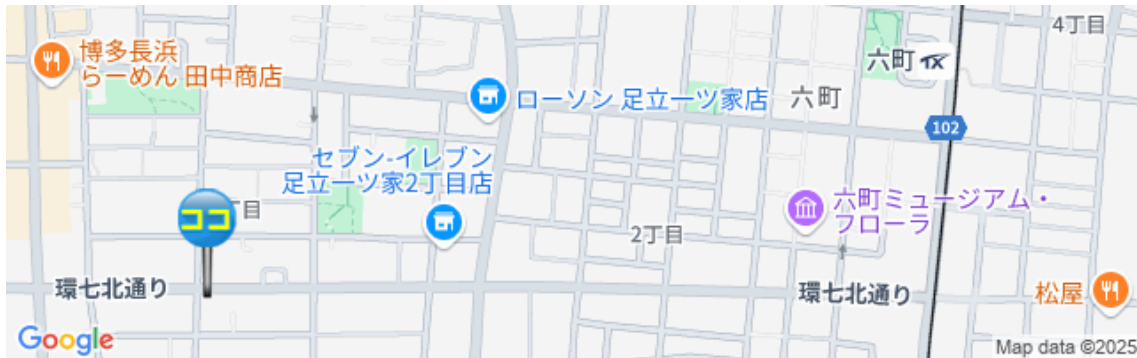 4丁目
博多長浜
らーめん 田中商店
六町
ローソン 足立一ツ家店
六町
102
セブン-イレブン
足立一ツ家2丁目店
ココ
丁目
六町ミュージアム・
フローラ
2丁目
環七北通り
環七北通り
松屋
Google
Map data ©2025